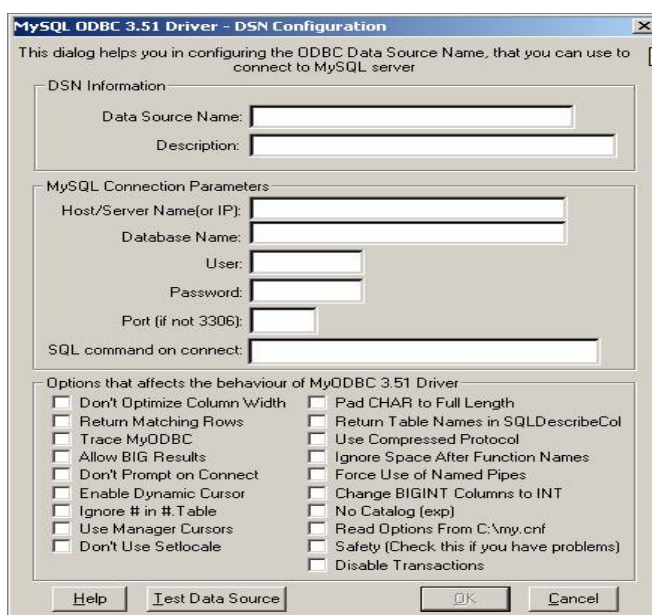 MySQL ODBC 3.51 Driver - DSN Configuration
This dialog helps you in configuring the ODBC Data Source Name, that you can use to
connect to MySQL server
DSN Information
Data Source Name:
Description:
MySQL Connection Parameters
Host/Server Name(or IP):
Database Name:
User:
Password:
Port (if not 3306):
SQL command on connect:
Options that affects the behaviour of MyODBC 3.51 Driver
Don't Optimize Column Width
Return Matching Rows
Trace MyODBC
Allow BIG Results
Don't Prompt on Connect
Enable Dynamic Cursor
Ignore # in #.Table
Use Manager Cursors
Don't Use Setlocale
Pad CHAR to Full Length
Return Table Names in SQLDescribeCol
Use Compressed Protocol
Ignore Space After Function Names
Force Use of Named Pipes
Change BIGINT Columns to INT
No Catalog (exp)
Read Options From C:\my.cnf
Safety (Check this if you have problems)
Disable Transactions
Help
Test Data Source
OK
Cancel